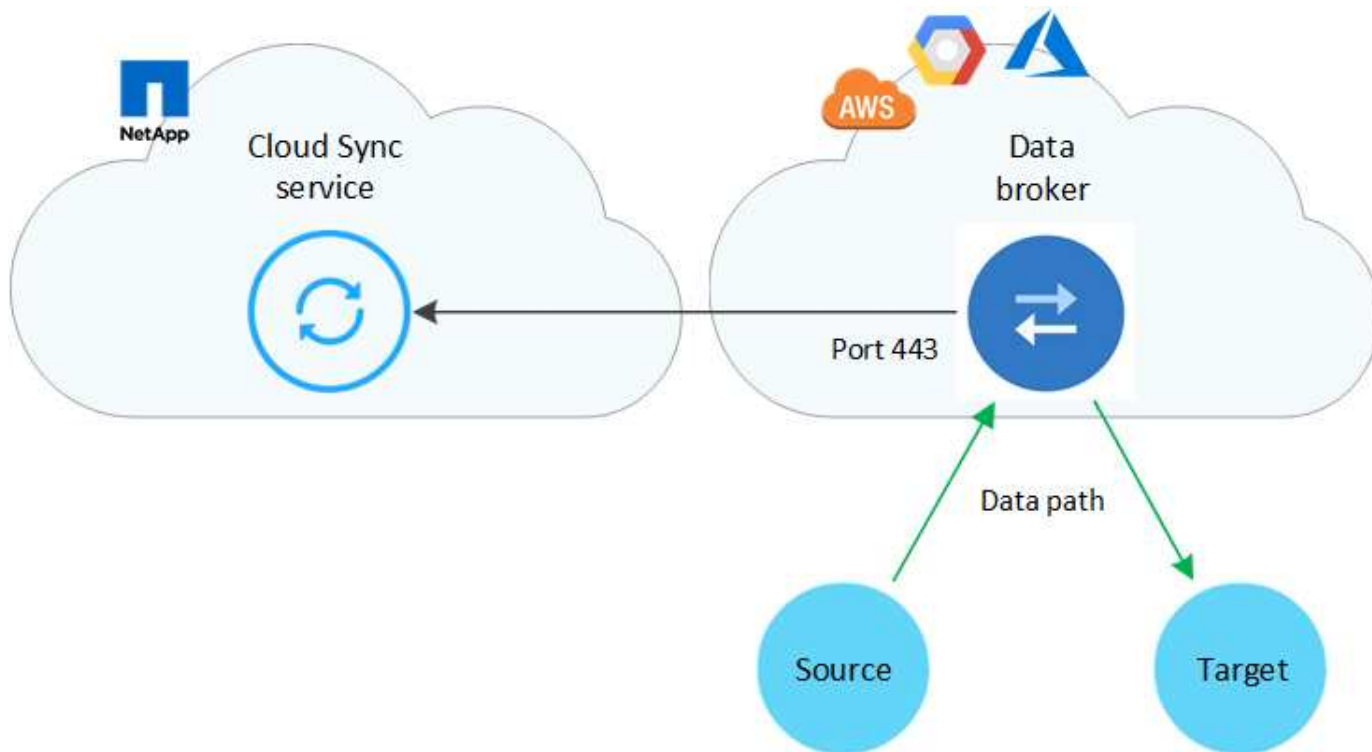 NetApp
Cloud Sync
service
AWS
Data
broker
Port 443
Data path
Source
Target